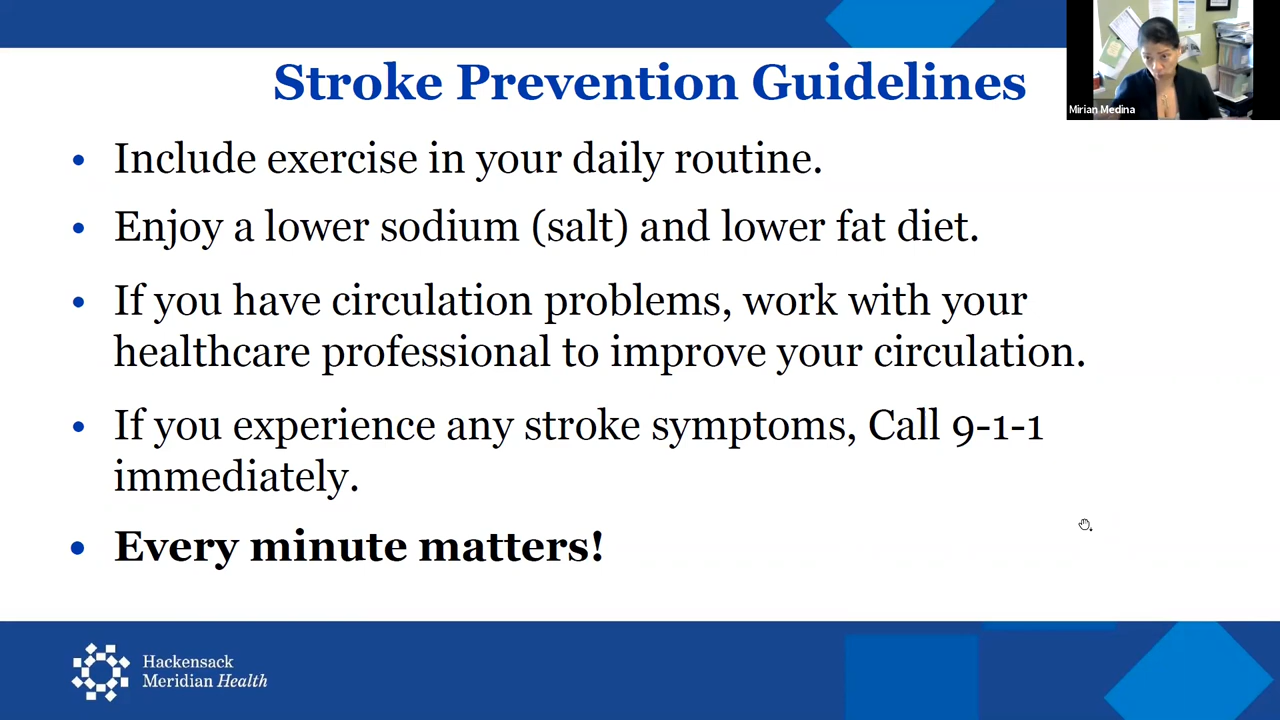 Stroke Prevention Guidelines
Mirian Medina
• Include exercise in your daily routine.
• Enjoy a lower sodium (salt) and lower fat diet.
• If you have circulation problems, work with your
healthcare professional to improve your circulation.
• If you experience any stroke symptoms, Call 9-1-1
immediately.
• Every minute matters!
Hackensack
Meridian Health